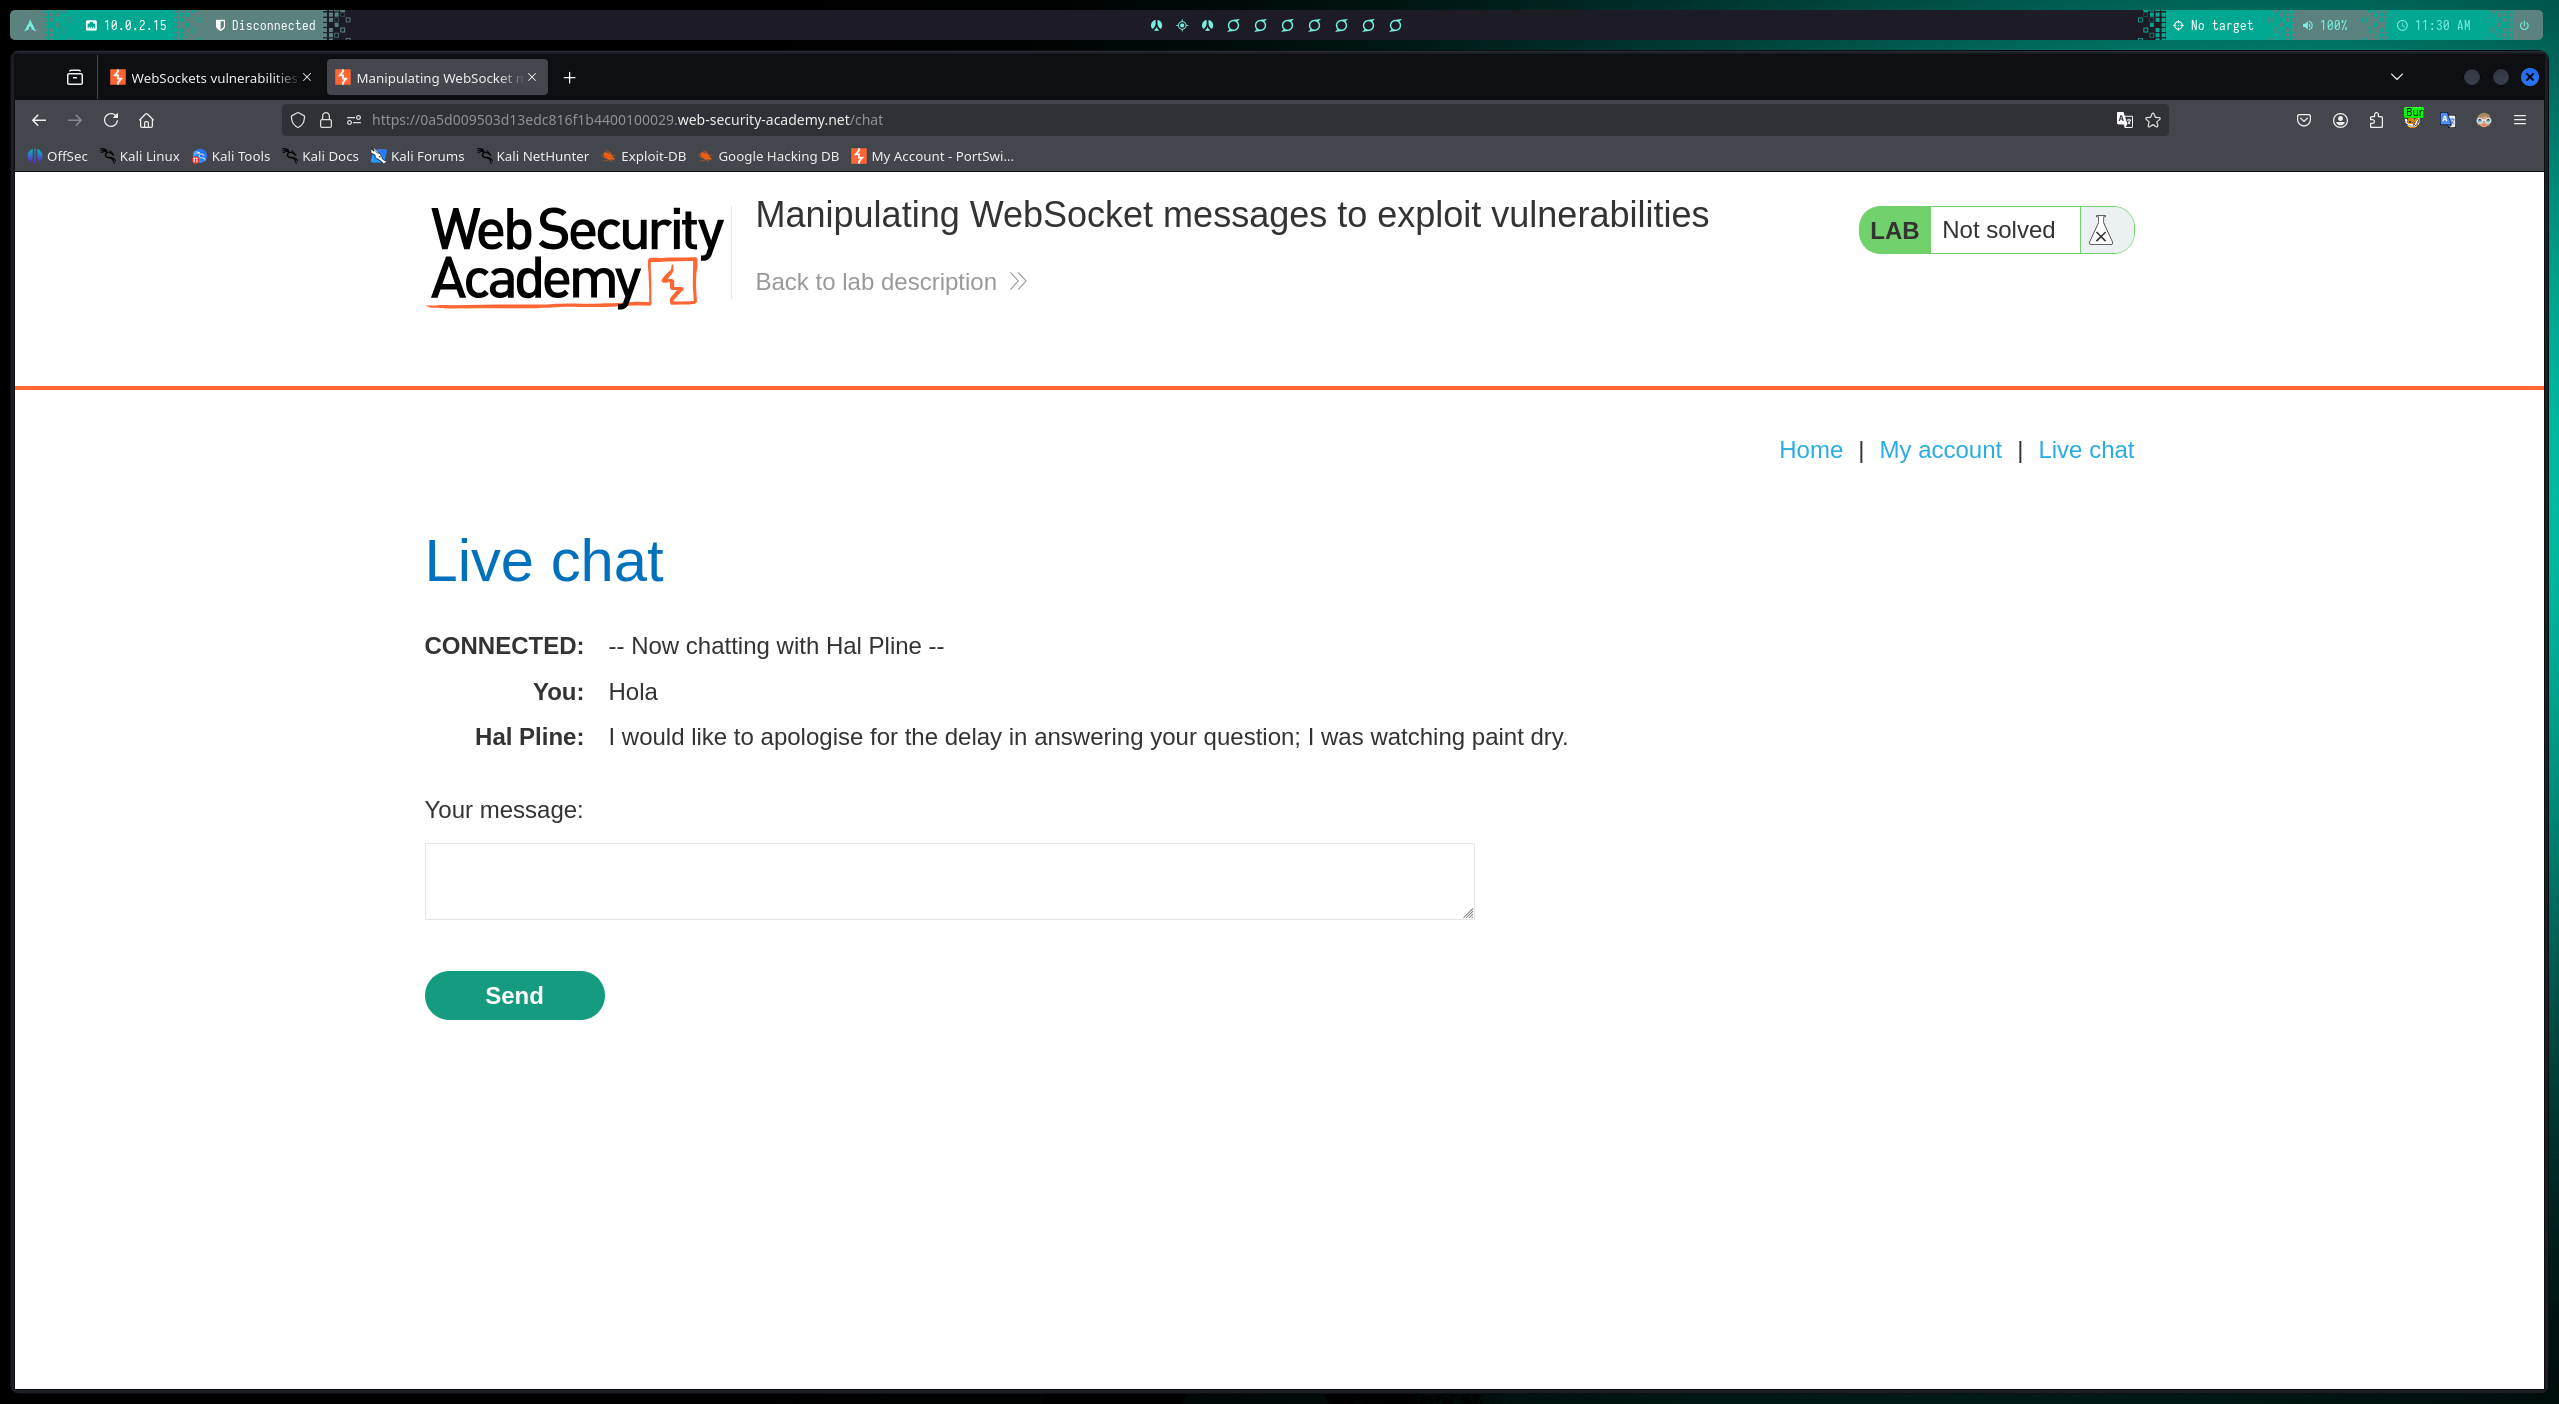 10.0.2.15
Disconnected
No target
100%
11:30 AM
WebSockets vulnerabilities
Manipulating WebSocket
https://0a5d009503d13edc816f1b4400100029.web-security-academy.net/chat
Bur
OffSec
Kali Linux
Kali Tools
Kali Docs
Kali Forums
Kali NetHunter
Exploit-DB
Google Hacking DB
My Account - PortSwi...
Web Security
Academy
Manipulating WebSocket messages to exploit vulnerabilities
Back to lab description
LAB Not solved
Home | My account | Live chat
Live chat
CONNECTED: -- Now chatting with Hal Pline --
You: Hola
Hal Pline: I would like to apologise for the delay in answering your question; I was watching paint dry.
Your message:
Send